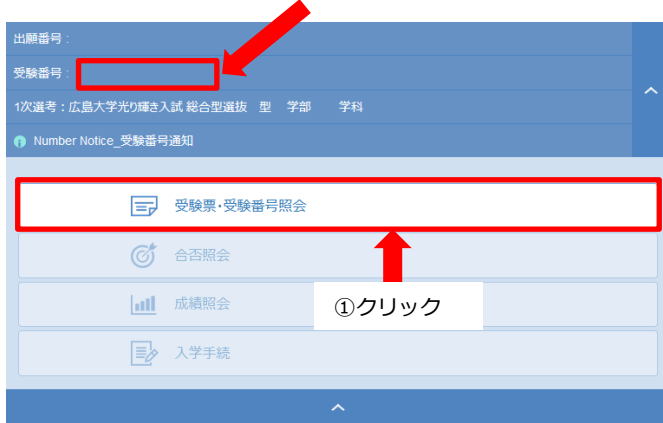 出願番号 :
受験番号 :
1次選考：広島大学光り輝き入試 総合型選抜　型　学部　学科
Number Notice_受験番号通知
受験票・受験番号照会
合否照会
成績照会
①クリック
入学手続